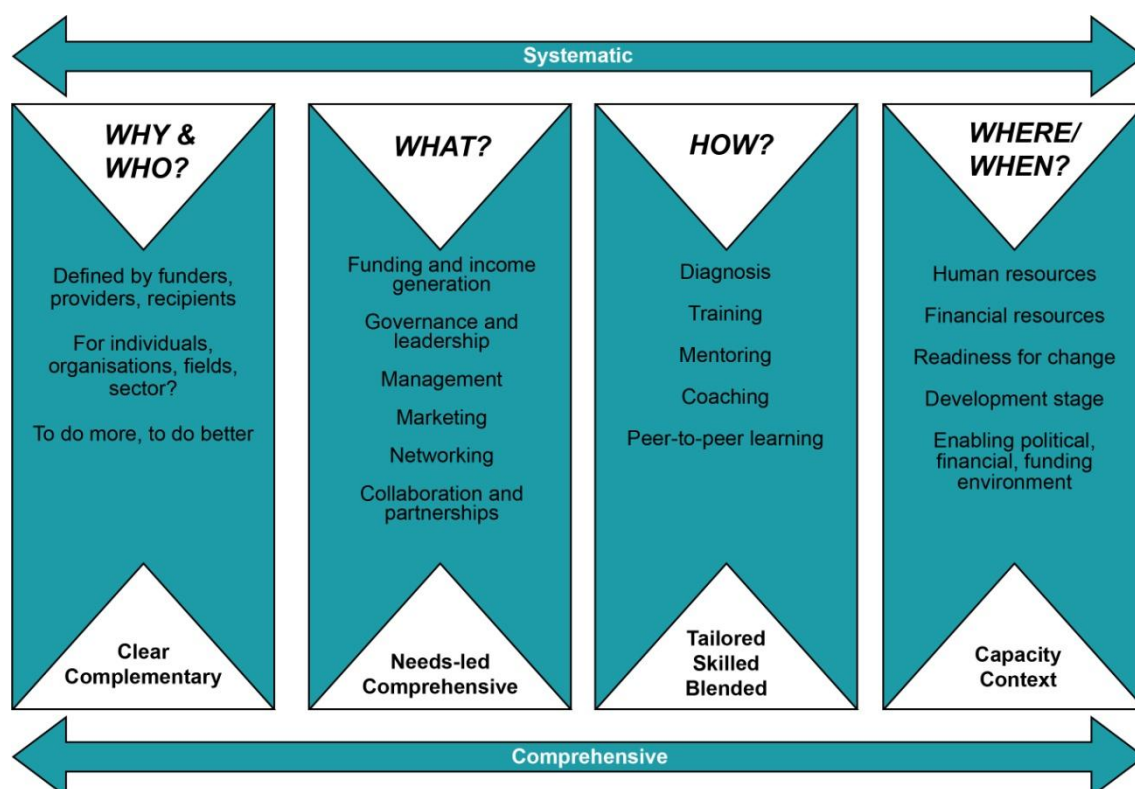 Systematic
WHY &
WHO?
Defined by funders,
providers, recipients
For individuals,
organisations, fields,
sector?
To do more, to do better
Clear
Complementary
WHAT?
Funding and income
generation
Governance and
leadership
Management
Marketing
Networking
Collaboration and
partnerships
Needs-led
Comprehensive
HOW?
Diagnosis
Training
Mentoring
Coaching
Peer-to-peer learning
Tailored
Skilled
Blended
WHERE/
WHEN?
Human resources
Financial resources
Readiness for change
Development stage
Enabling political,
financial, funding
environment
Capacity
Context
Comprehensive